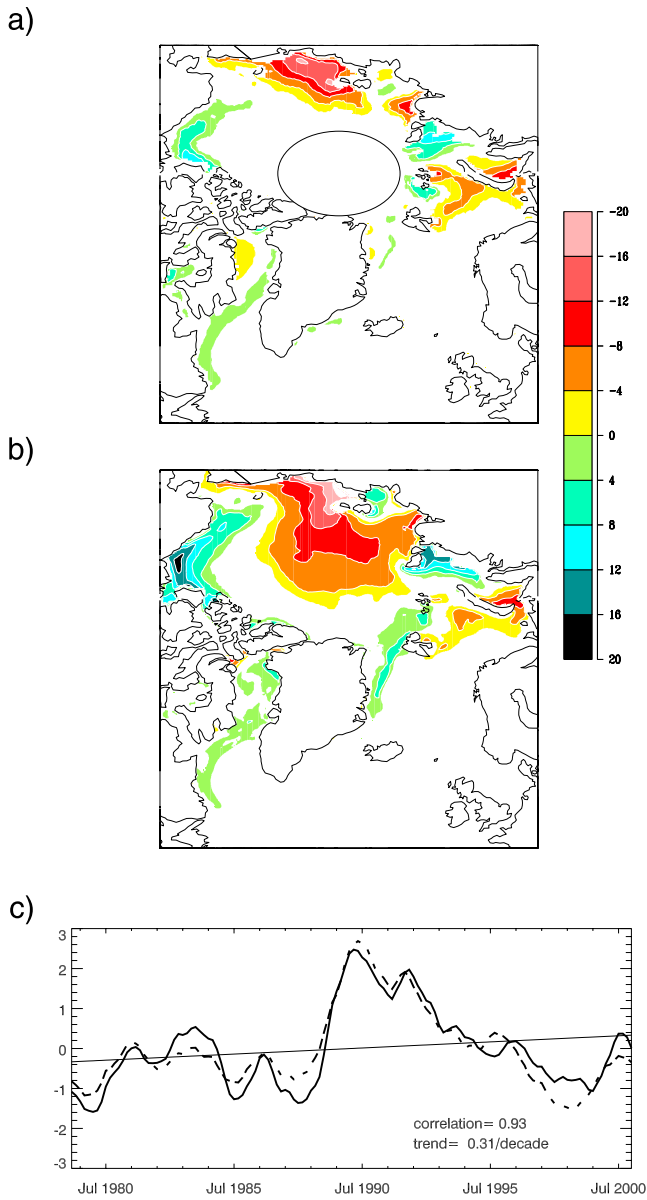 a)
-20
-16
-12
-8
-4
0
4
8
12
16
20
b)
c)
3
2
1
0
-1
-2
-3
correlation= 0.93
trend= 0.31/decade
Jul 1980
Jul 1985
Jul 1990
Jul 1995
Jul 2000